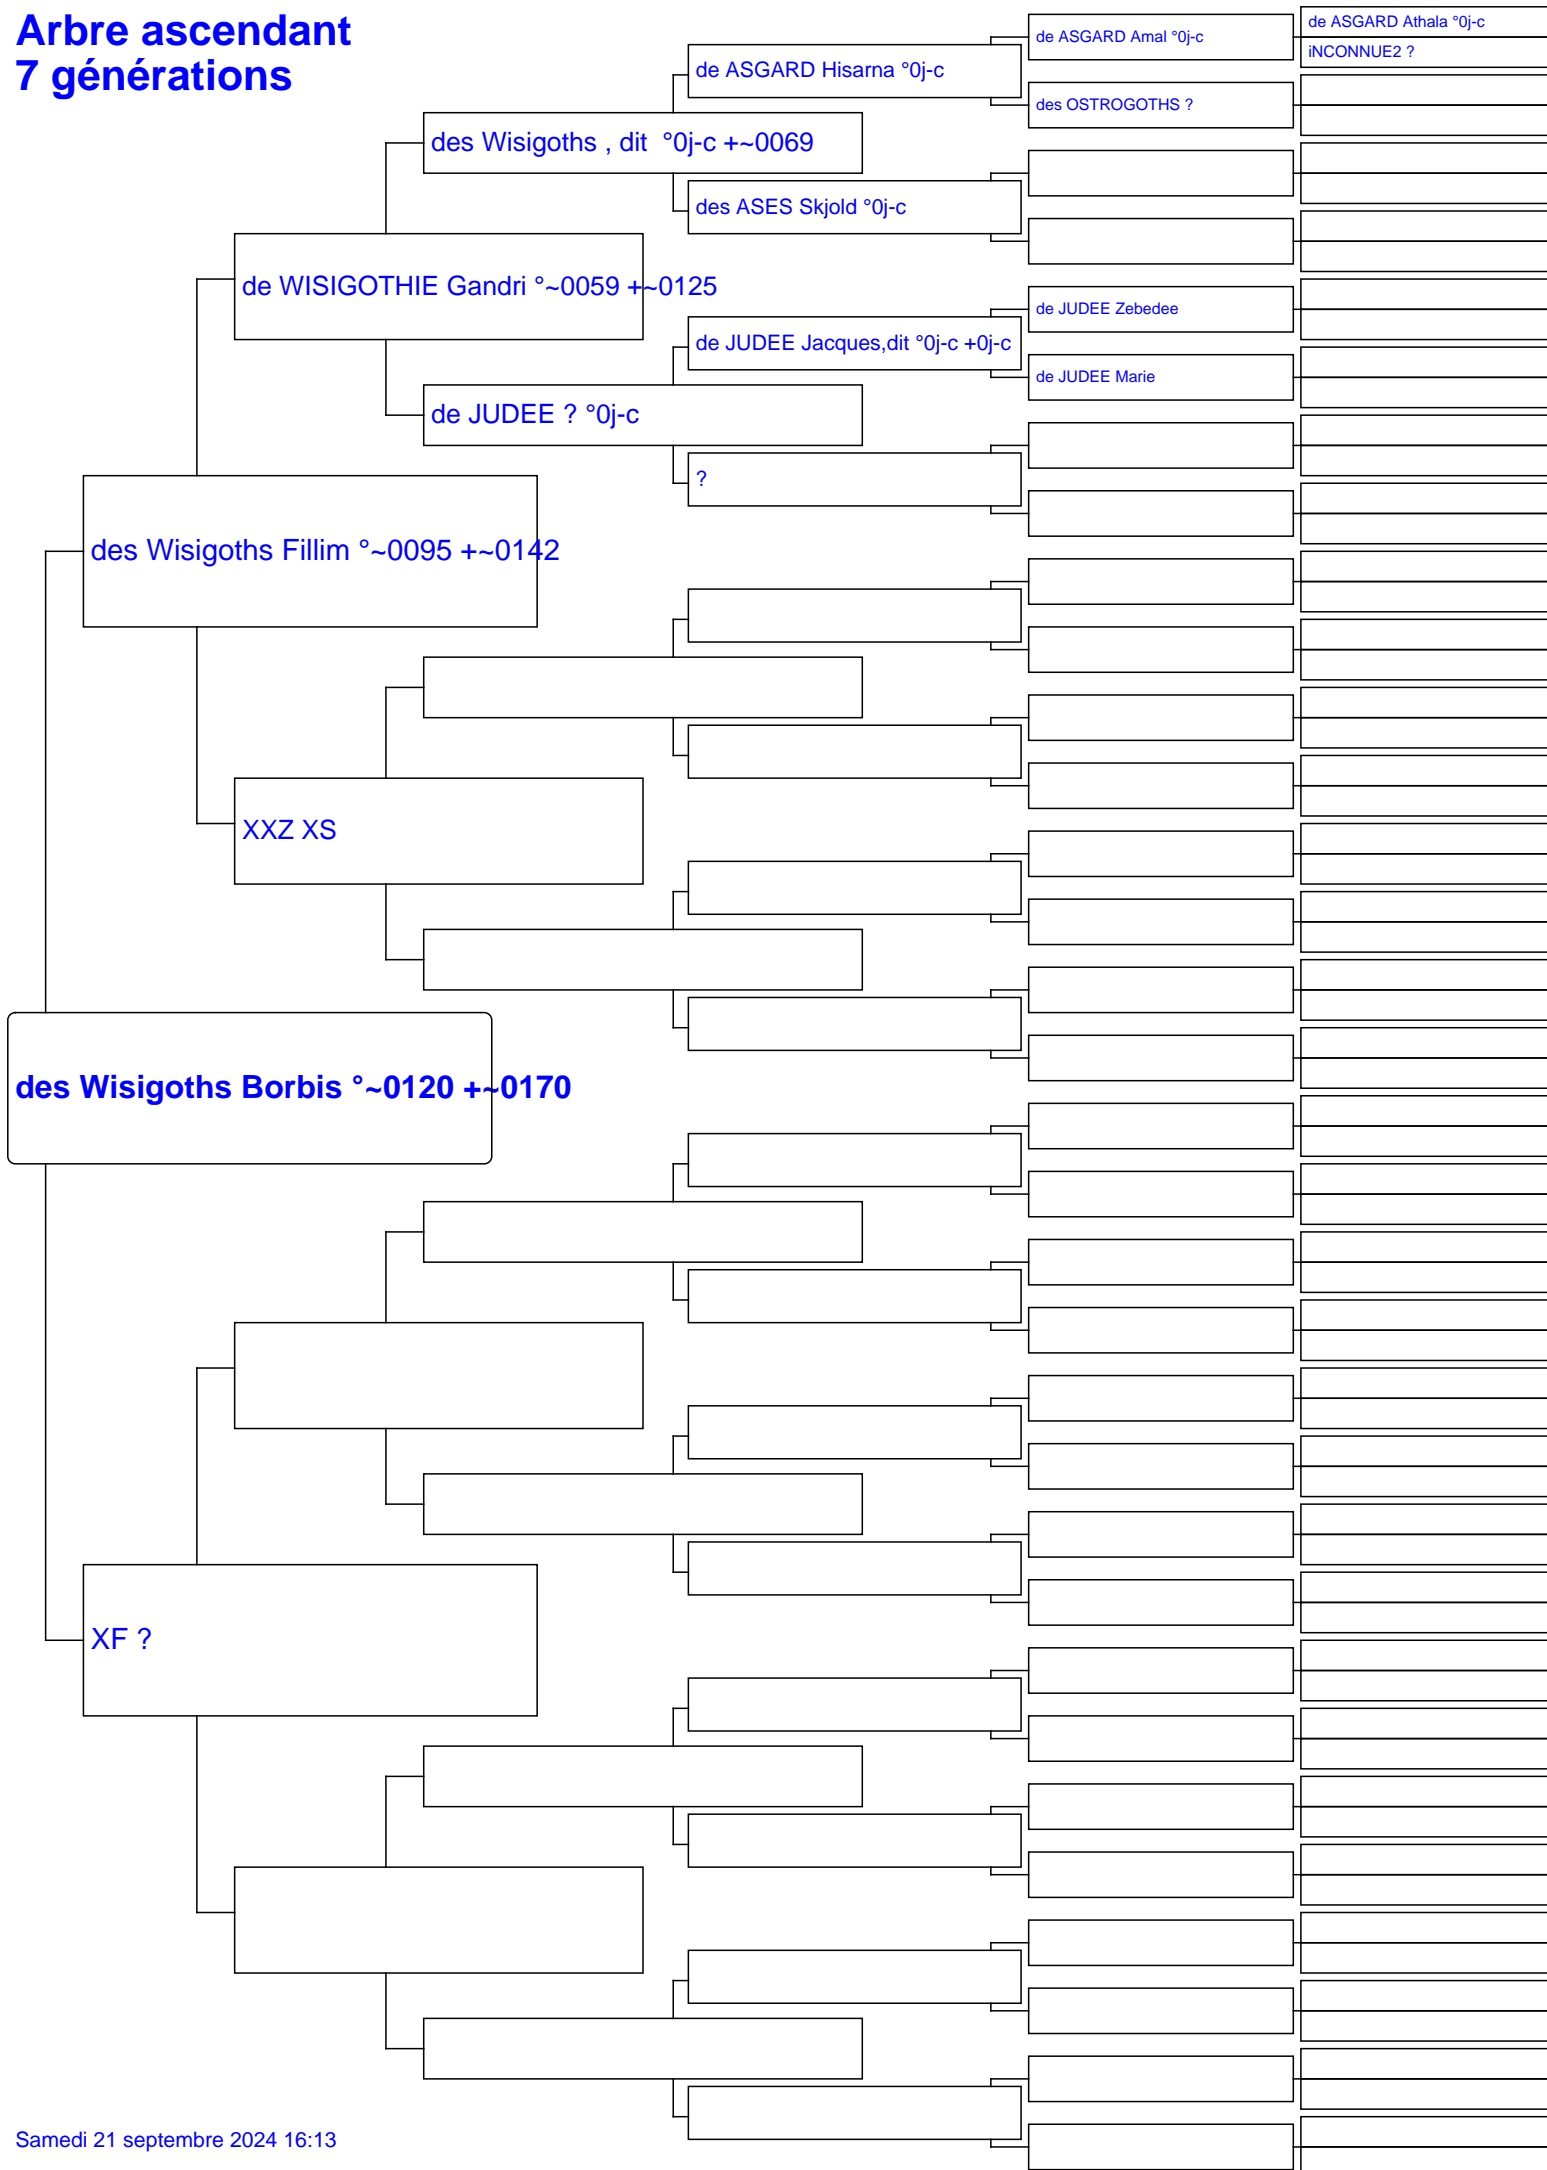 Arbre ascendant
7 générations
de ASGARD Athala °0j-c
de ASGARD Amal °0j-c
iNCONNUE2 ?
de ASGARD Hisarna °0j-c
des OSTROGOTHS ?
des Wisigoths , dit  °0j-c +~0069
des ASES Skjold °0j-c
de WISIGOTHIE Gandri °~0059 +~0125
de JUDEE Zebedee
de JUDEE Jacques,dit °0j-c +0j-c
de JUDEE Marie
de JUDEE ? °0j-c
?
des Wisigoths Fillim °~0095 +~0142
XXZ XS
des Wisigoths Borbis °~0120 +~0170
XF ?
Samedi 21 septembre 2024 16:13